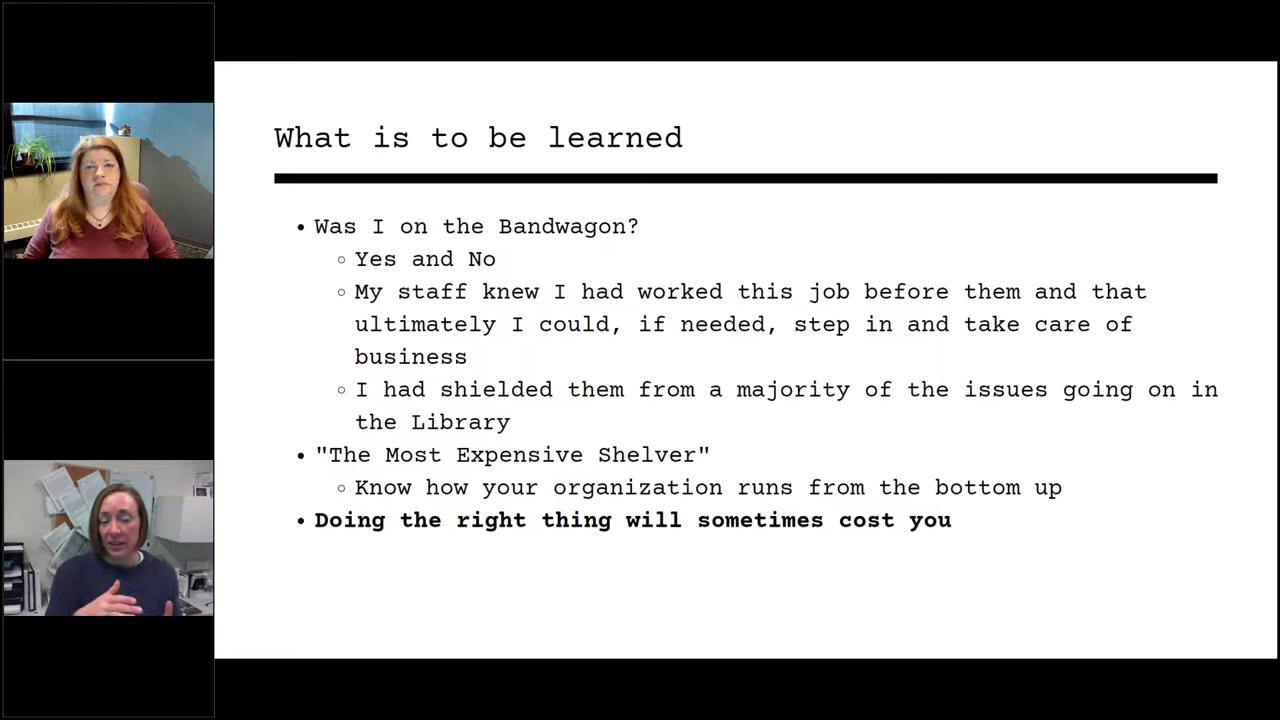 What is to be learned
• Was I on the Bandwagon?
○ Yes and No
○ My staff knew I had worked this job before them and that
ultimately I could, if needed, step in and take care of
business
○ I had shielded them from a majority of the issues going on in
the Library
• "The Most Expensive Shelver"
○ Know how your organization runs from the bottom up
• Doing the right thing will sometimes cost you